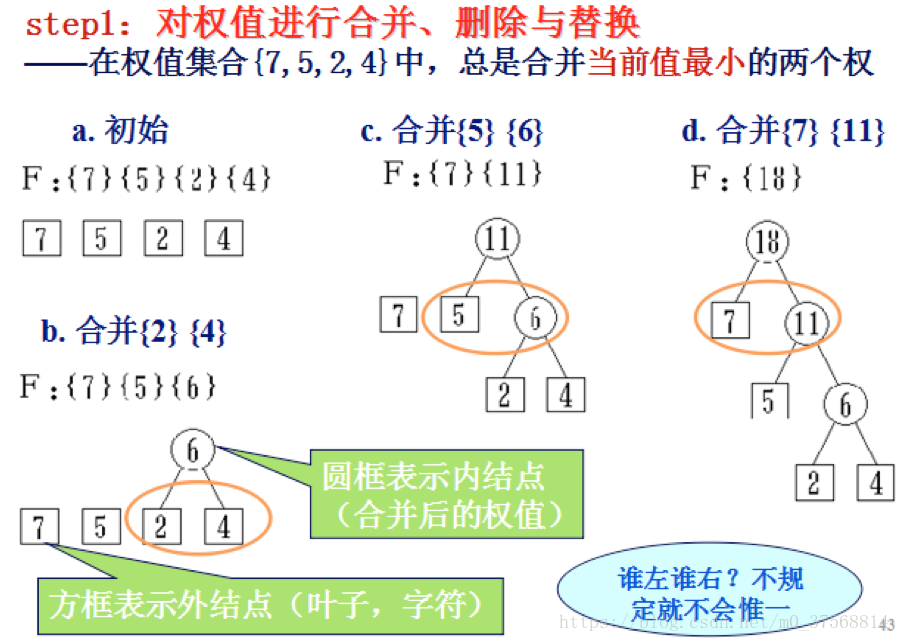 step1：对权值进行合并、删除与替换
——在权值集合{7,5,2,4}中，总是合并当前值最小的两个权
a. 初始
F:{7}{5}{2}{4}
7 5 2 4
b. 合并{2} {4}
F:{7}{5}{6}
6
7 5 2 4
圆框表示内结点
（合并后的权值）
方框表示外结点（叶子，字符）
c. 合并{5} {6}
F:{7}{11}
11
7 5 6
2 4
d. 合并{7} {11}
F:{18}
18
7 11
5 6
2 4
谁左谁右？不规
定就不会惟一
https://blog.csdn.net/m0_37568814
43